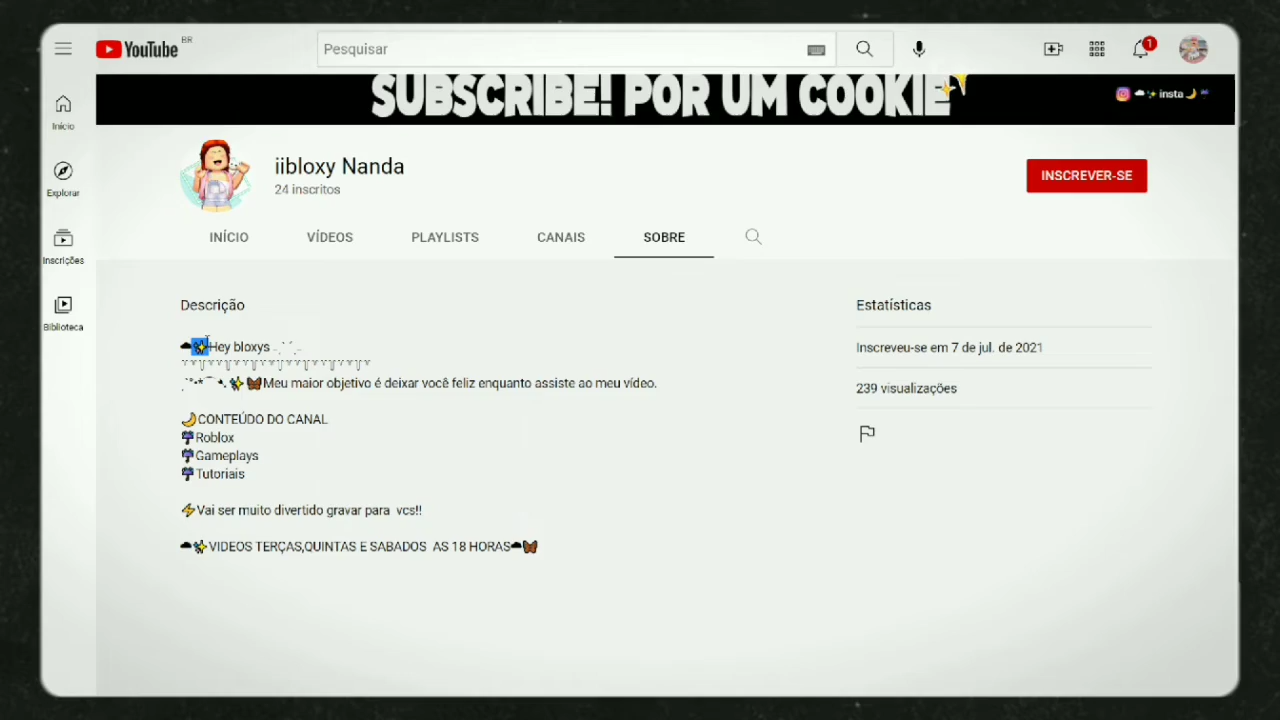 YouTube BR
Pesquisar
1
SUBSCRIBE! POR UM COOKIE
insta
Início
Explorar
Inscrições
Biblioteca
iibloxy Nanda
24 inscritos
INSCREVER-SE
INÍCIO VÍDEOS PLAYLISTS CANAIS SOBRE
Descrição
☁✨Hey bloxys
✨🦋Meu maior objetivo é deixar você feliz enquanto assiste ao meu vídeo.
🌙CONTEÚDO DO CANAL
☔Roblox
☔Gameplays
☔Tutoriais
⚡Vai ser muito divertido gravar para vcs!!
☁✨VIDEOS TERÇAS,QUINTAS E SABADOS AS 18 HORAS☁🦋
Estatísticas
Inscreveu-se em 7 de jul. de 2021
239 visualizações